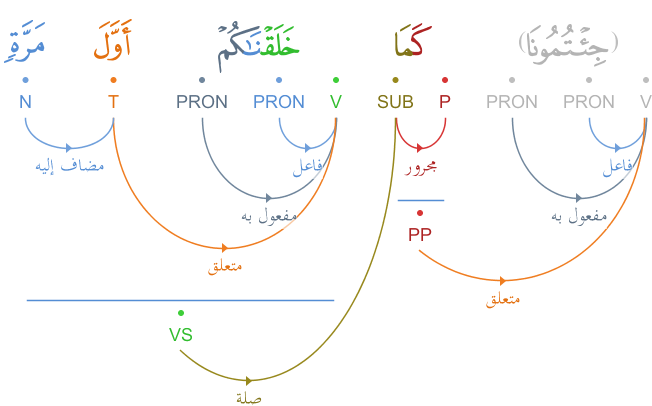 (جِئْتُمُونَا) كَمَا خَلَقْنَـٰكُمْ أَوَّلَ مَرَّةٍۭ
V PRON PRON P SUB V PRON PRON T N
فاعل مجرور فاعل مضاف إليه
مفعول به مفعول به
PP
متعلق
متعلق
VS
صلة